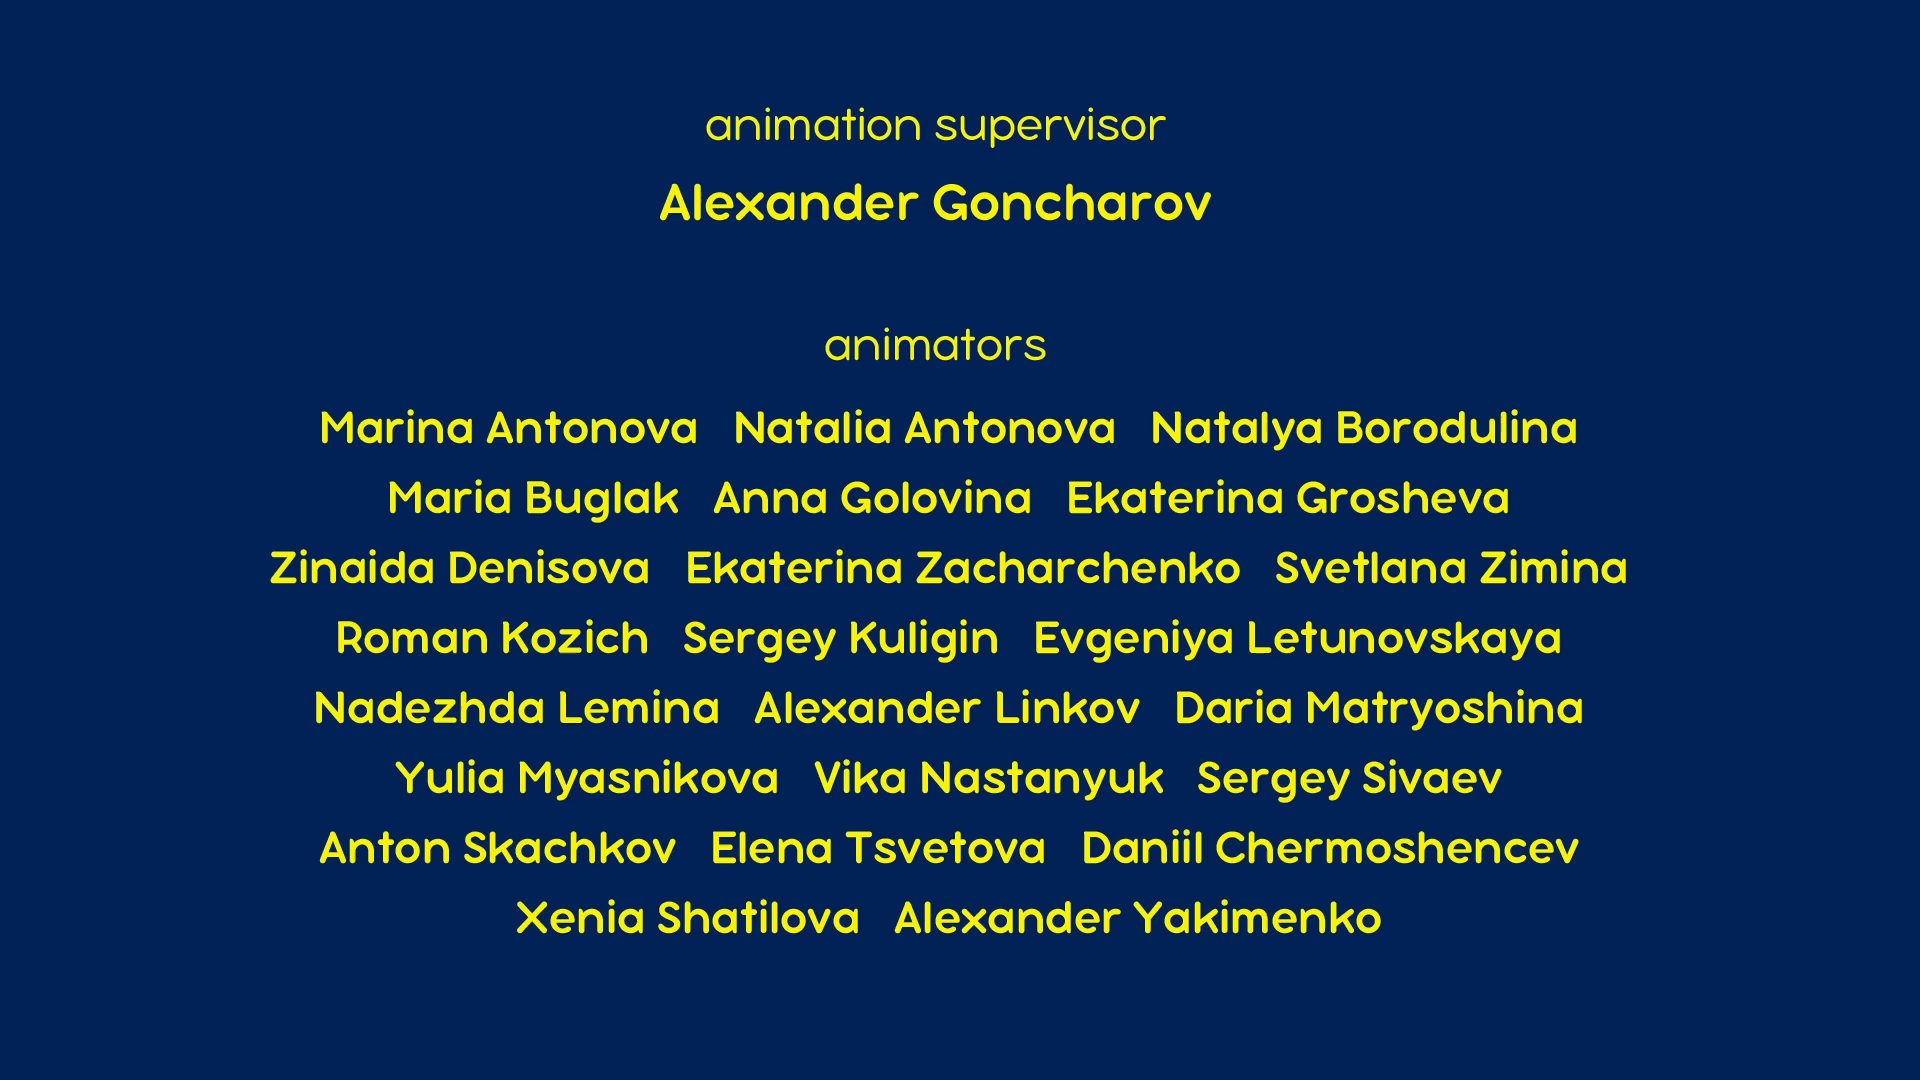 animation supervisor
Alexander Goncharov
animators
Marina Antonova Natalia Antonova Natalya Borodulina
Maria Buglak Anna Golovina Ekaterina Grosheva
Zinaida Denisova Ekaterina Zacharchenko Svetlana Zimina
Roman Kozich Sergey Kuligin Evgeniya Letunovskaya
Nadezhda Lemina Alexander Linkov Daria Matryoshina
Yulia Myasnikova Vika Nastanyuk Sergey Sivaev
Anton Skachkov Elena Tsvetova Daniil Chermoshencev
Xenia Shatilova Alexander Yakimenko